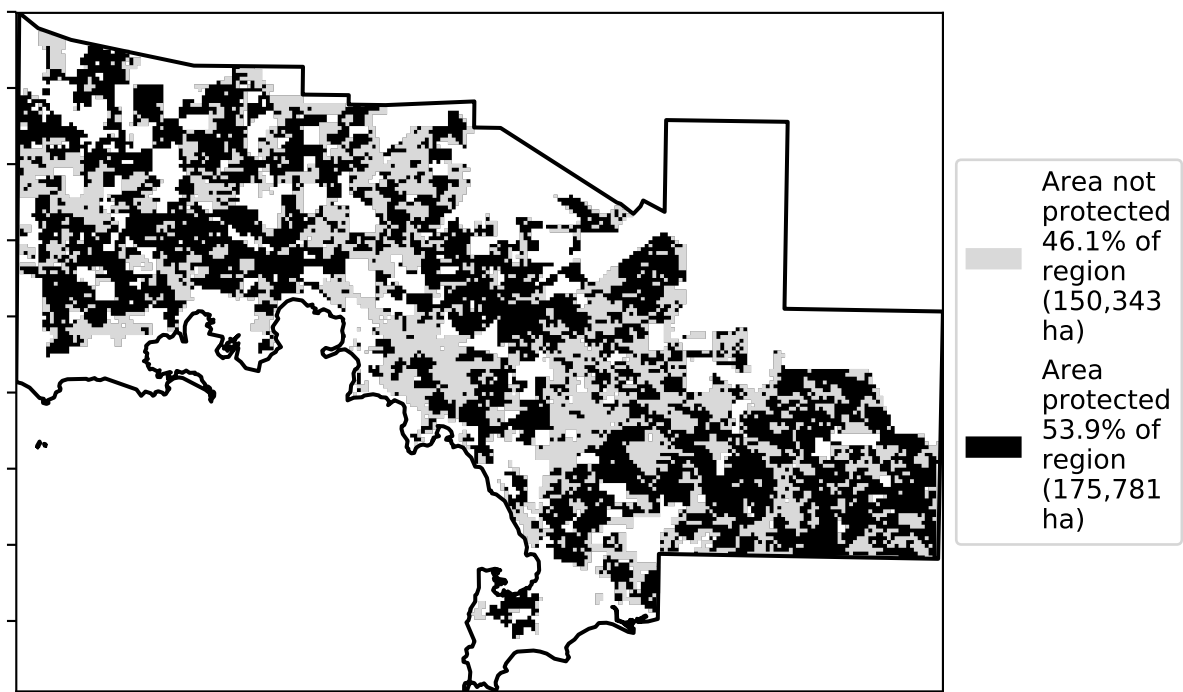 Area not
protected
46.1% of
region
(150,343
ha)
Area
protected
53.9% of
region
(175,781
ha)